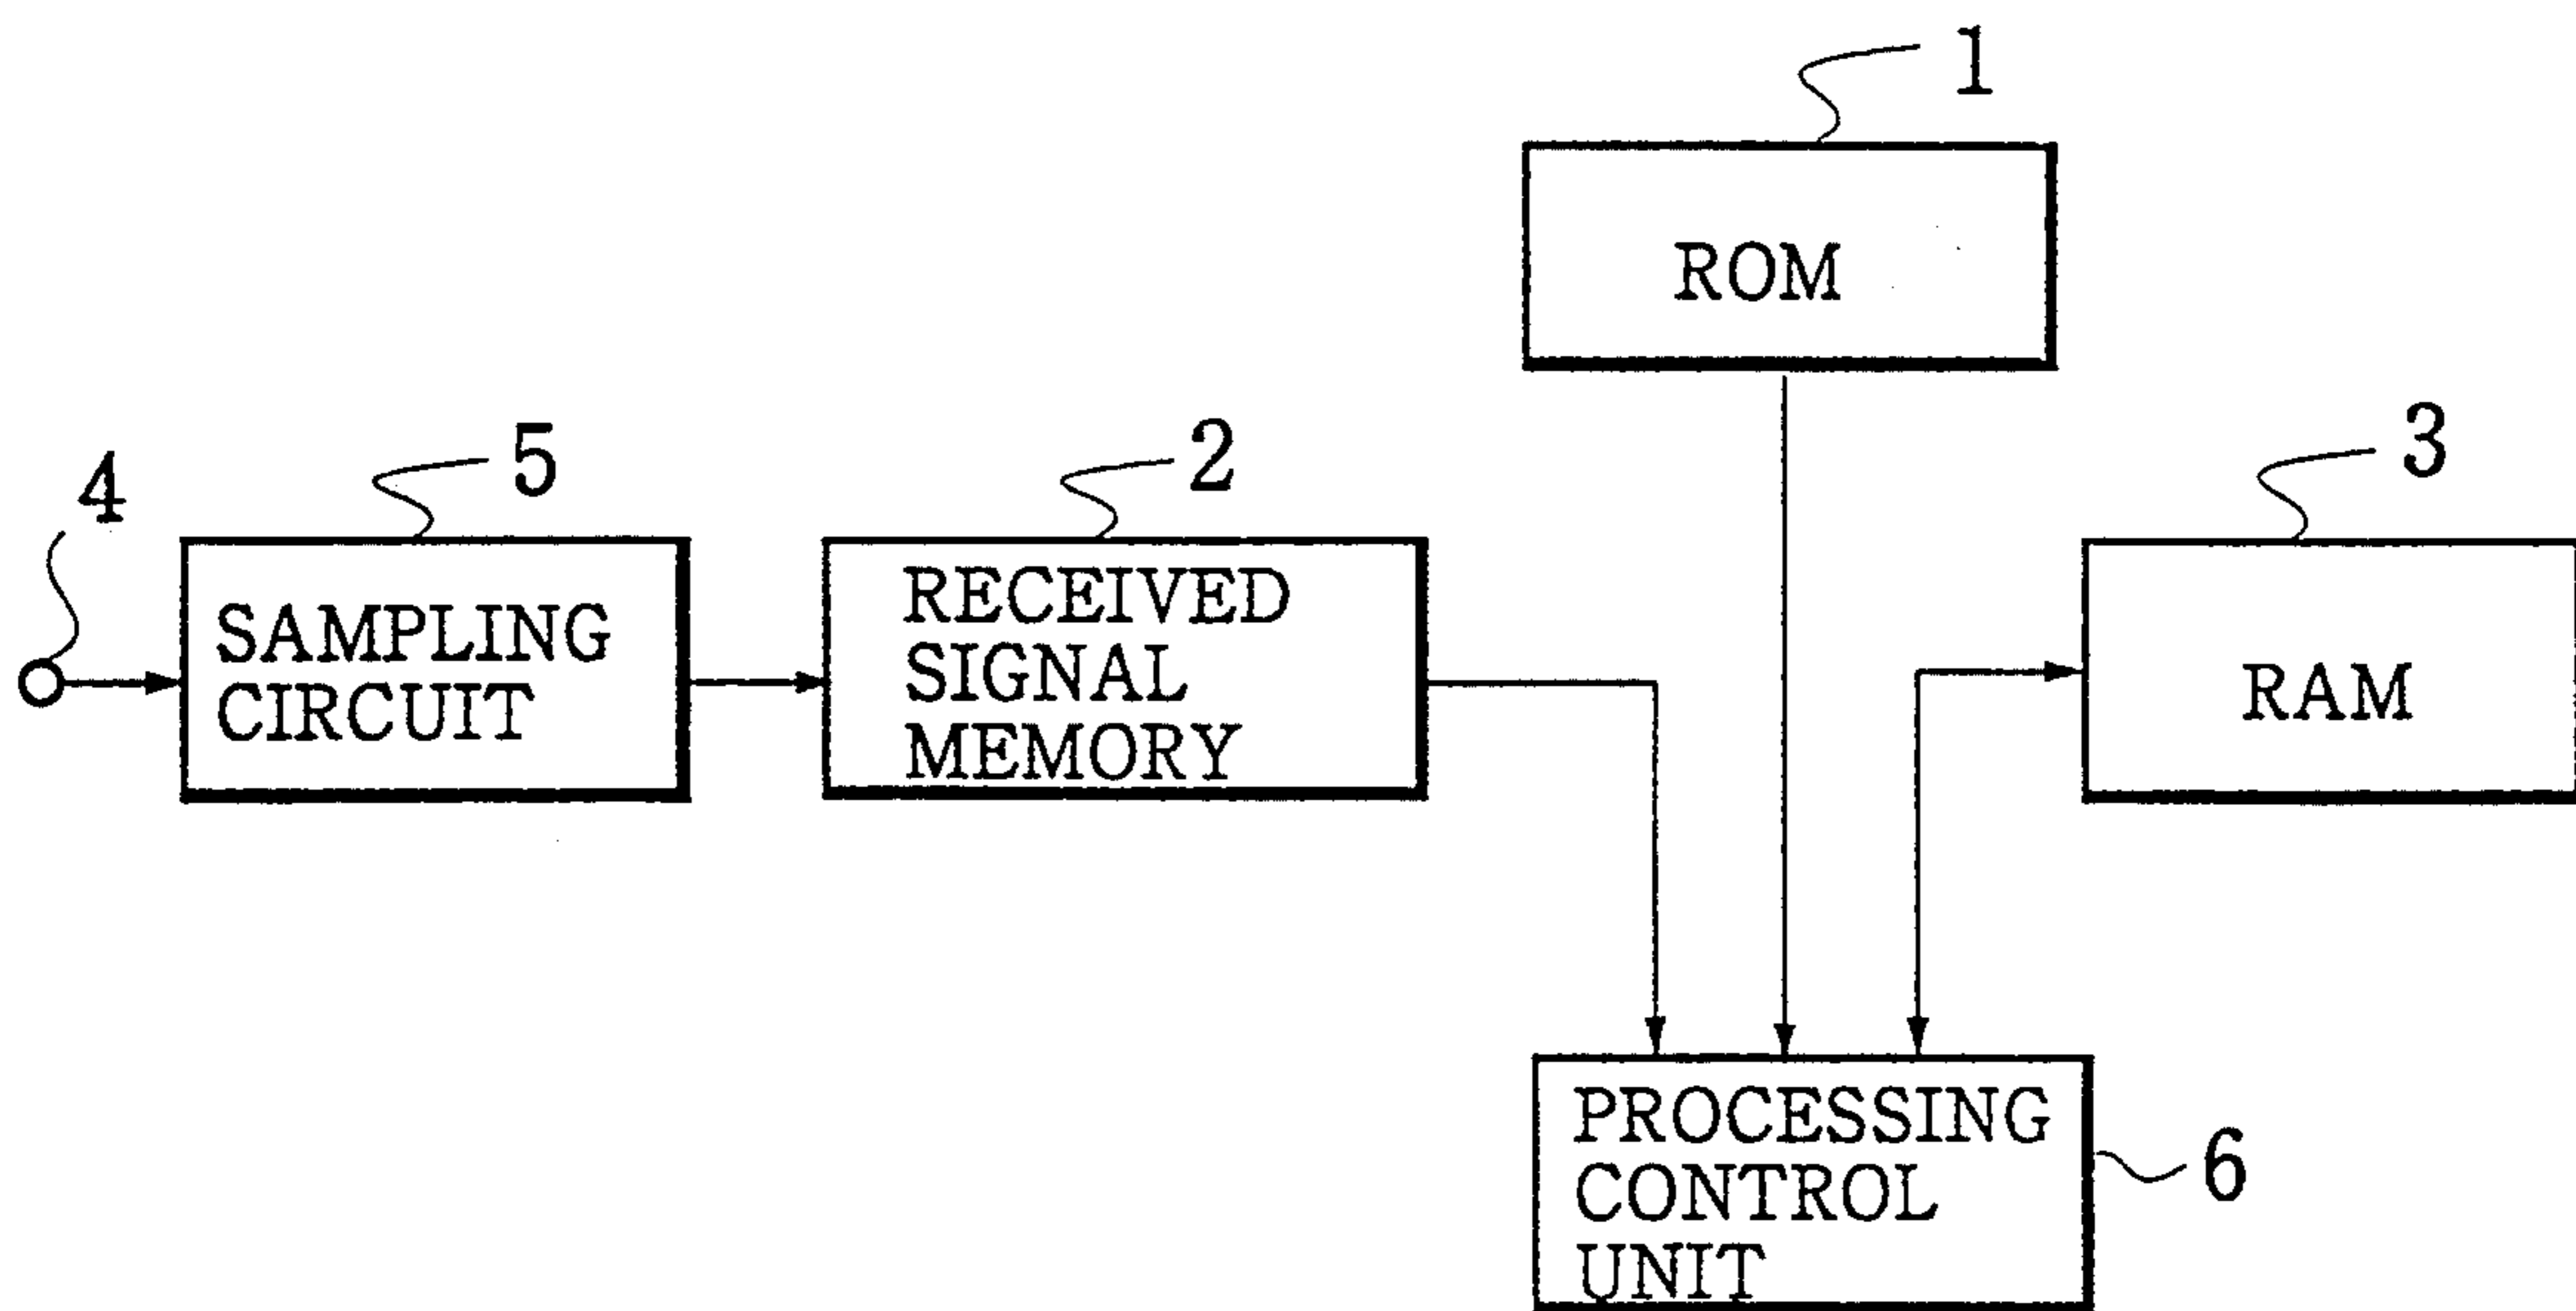 1
ROM
4
5
SAMPLING
CIRCUIT
2
RECEIVED
SIGNAL
MEMORY
3
RAM
PROCESSING
CONTROL
UNIT
6